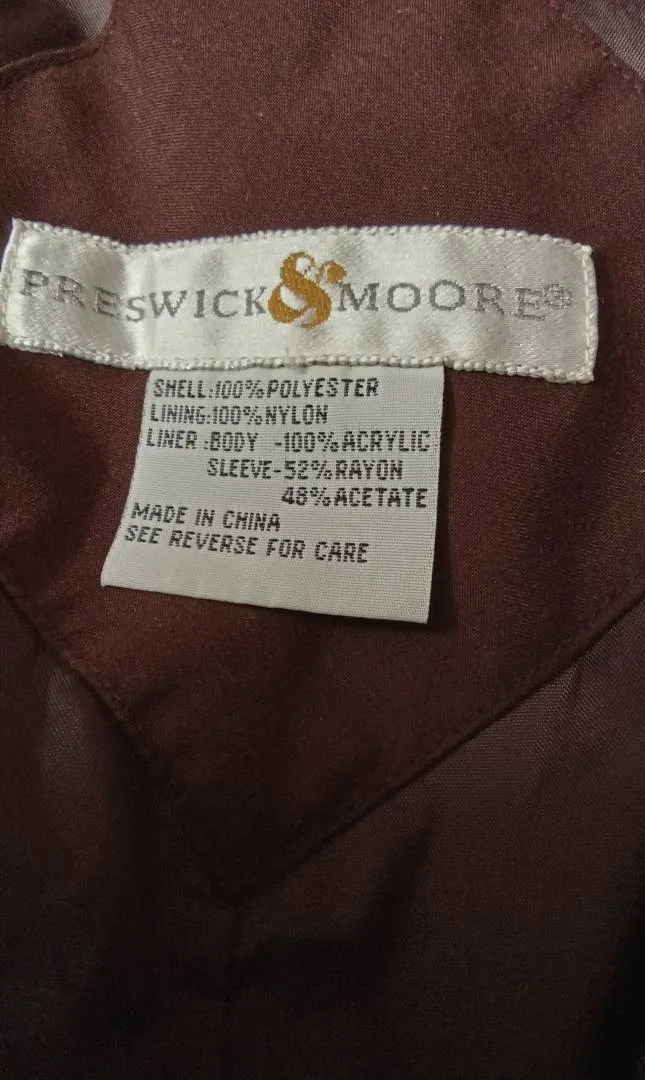 PRESWICK & MOORE®
SHELL:100%POLYESTER
LINING:100%NYLON
LINER :BODY -100%ACRYLIC
SLEEVE-52%RAYON
48%ACETATE
MADE IN CHINA
SEE REVERSE FOR CARE